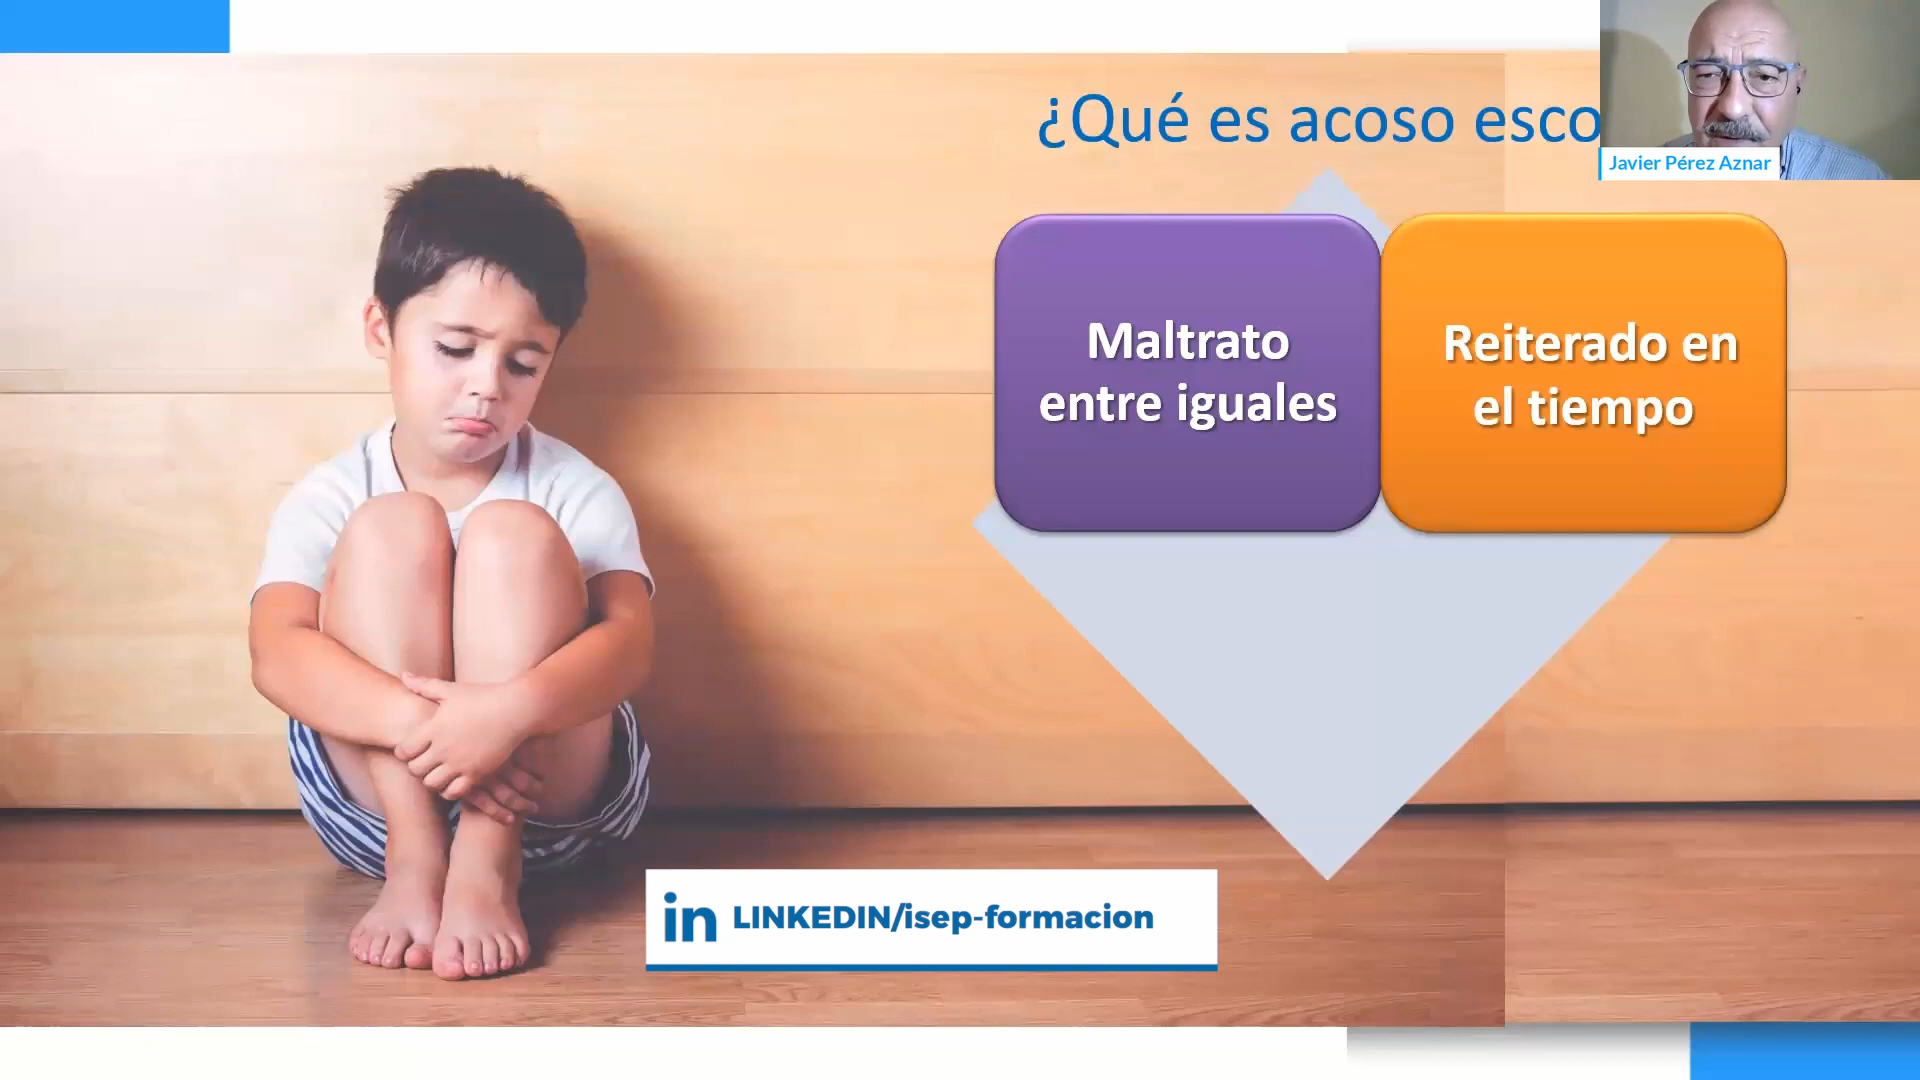 ¿Qué es acoso esco
Javier Pérez Aznar
Maltrato
entre iguales
Reiterado en
el tiempo
in LINKEDIN/isep-formacion